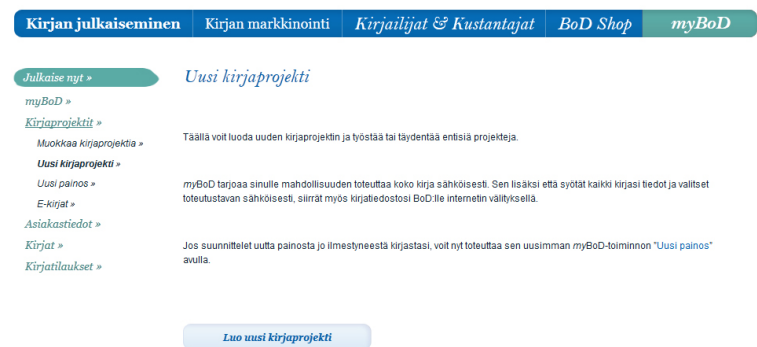 Kirjan julkaiseminen Kirjan markkinointi Kirjailijat & Kustantajat BoD Shop myBoD
Julkaise nyt »
myBoD »
Kirjaprojektit »
Muokkaa kirjaprojektia »
Uusi kirjaprojekti »
Uusi painos »
E-kirjat »
Asiakastiedot »
Kirjat »
Kirjatilaukset »
Uusi kirjaprojekti
Täällä voit luoda uuden kirjaprojektin ja työstää tai täydentää entisiä projekteja.
myBoD tarjoaa sinulle mahdollisuuden toteuttaa koko kirja sähköisesti. Sen lisäksi että syötät kaikki kirjasi tiedot ja valitset
toteutustavan sähköisesti, siirrät myös kirjatiedostosi BoD:lle internetin välityksellä.
Jos suunnittelet uutta painosta jo ilmestyneestä kirjastasi, voit nyt toteuttaa sen uusimman myBoD-toiminnon "Uusi painos"
avulla.
Luo uusi kirjaprojekti